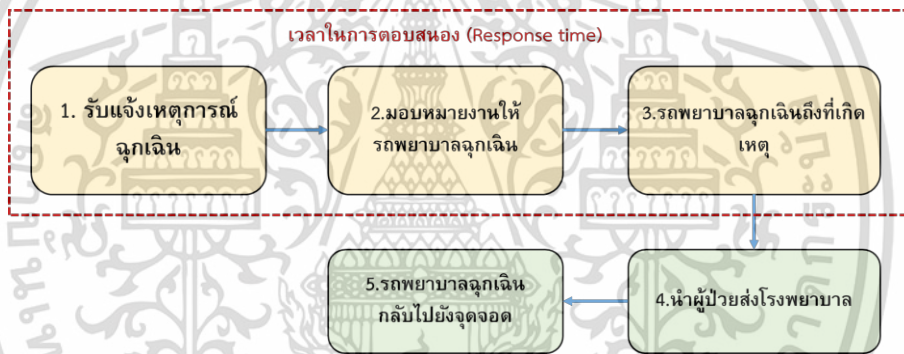 เวลาในการตอบสนอง (Response time)
1. รับแจ้งเหตุการณ์
ฉุกเฉิน
2.มอบหมายงานให้
รถพยาบาลฉุกเฉิน
3.รถพยาบาลฉุกเฉินถึงที่เกิด
เหตุ
4.นำผู้ป่วยส่งโรงพยาบาล
5.รถพยาบาลฉุกเฉิน
กลับไปยังจุดจอด